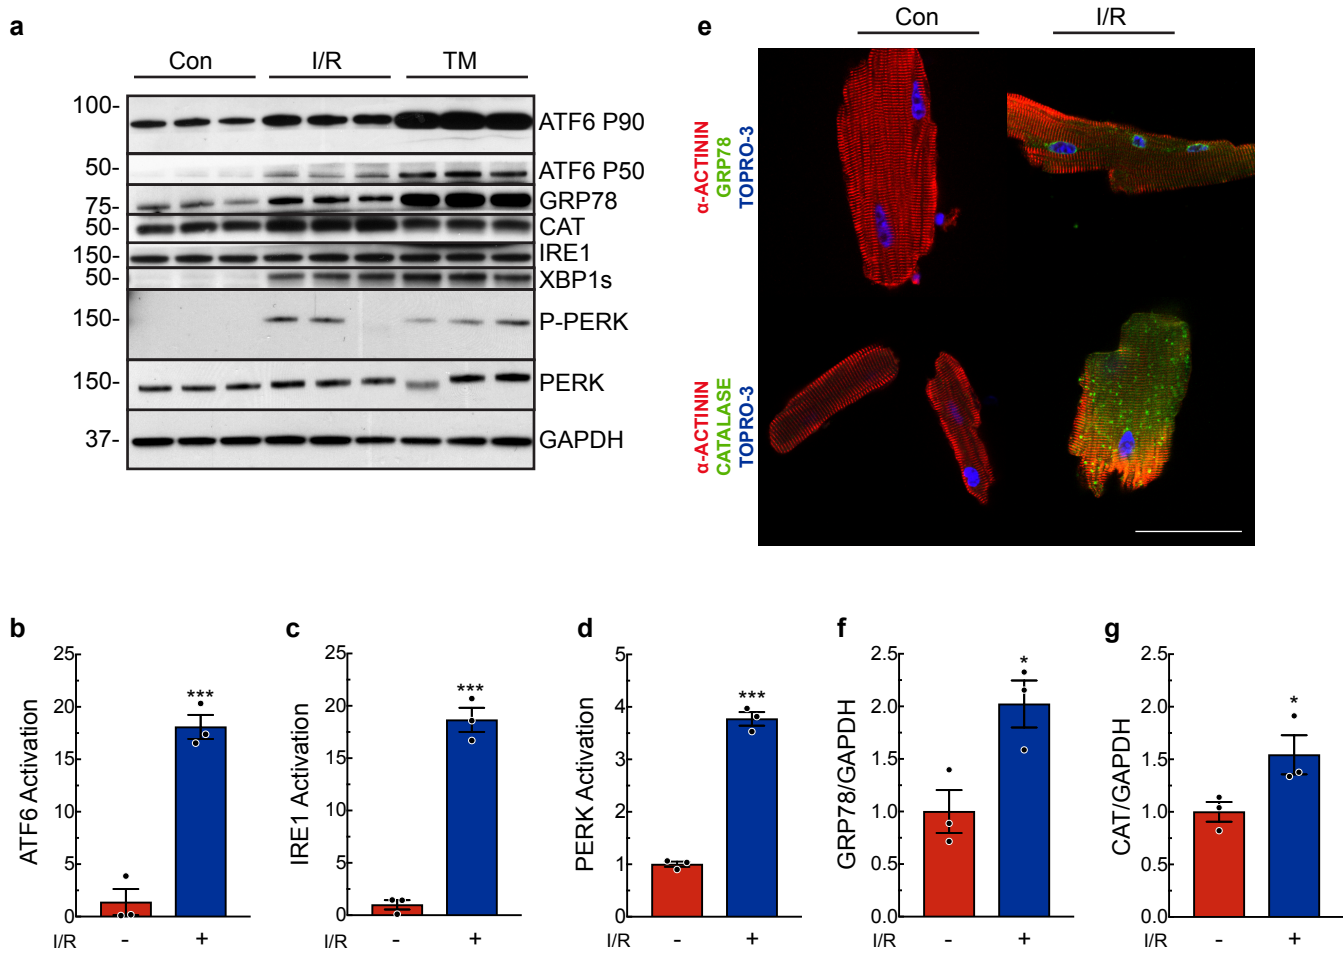 a
Con I/R TM
100- ATF6 P90
50- ATF6 P50
75- GRP78
50- CAT
150- IRE1
50- XBP1s
150- P-PERK
150- PERK
37- GAPDH
e
Con I/R
α-ACTININ
GRP78
TOPRO-3
α-ACTININ
CATALASE
TOPRO-3
b
ATF6 Activation
25
20
15
10
5
0
***
I/R - +
c
IRE1 Activation
25
20
15
10
5
0
***
I/R - +
d
PERK Activation
5
4
3
2
1
0
***
I/R - +
f
GRP78/GAPDH
2.5
2.0
1.5
1.0
0.5
0.0
*
I/R - +
g
CAT/GAPDH
2.5
2.0
1.5
1.0
0.5
0.0
*
I/R - +